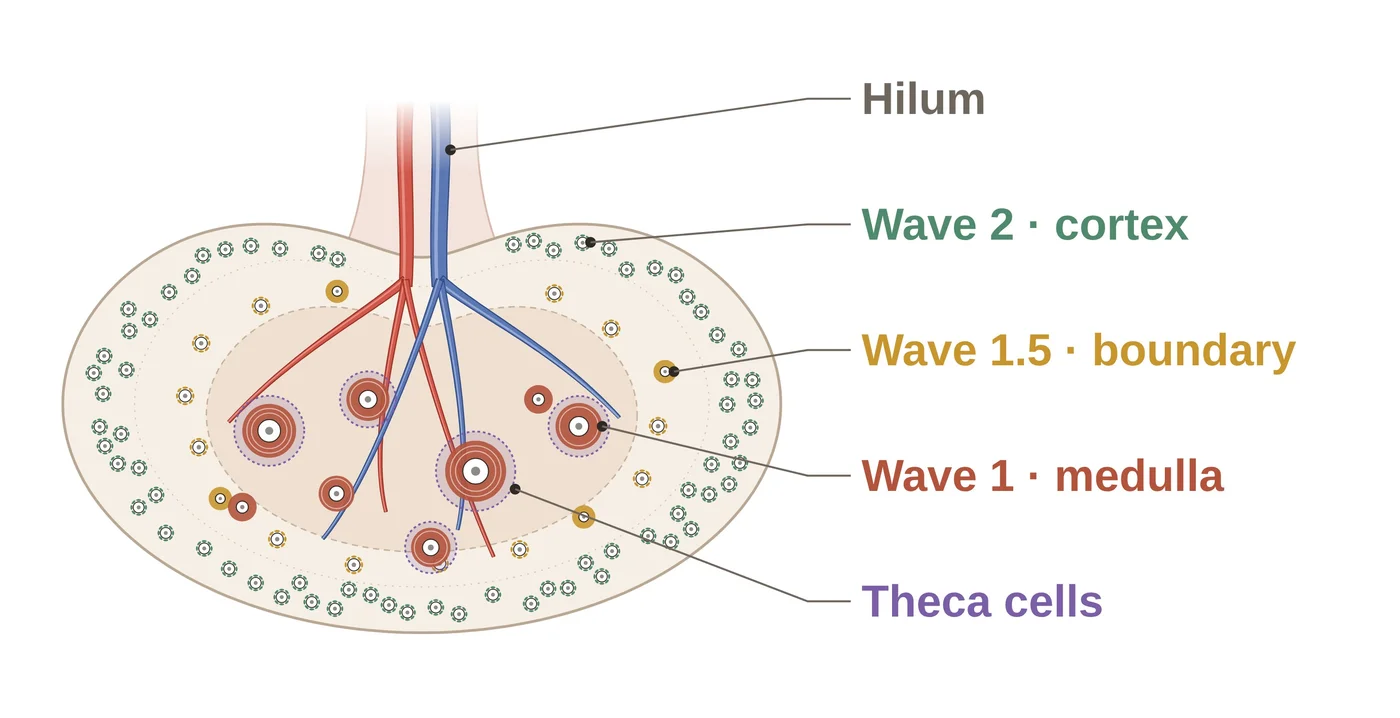 Hilum
Wave 2 · cortex
Wave 1.5 · boundary
Wave 1 · medulla
Theca cells